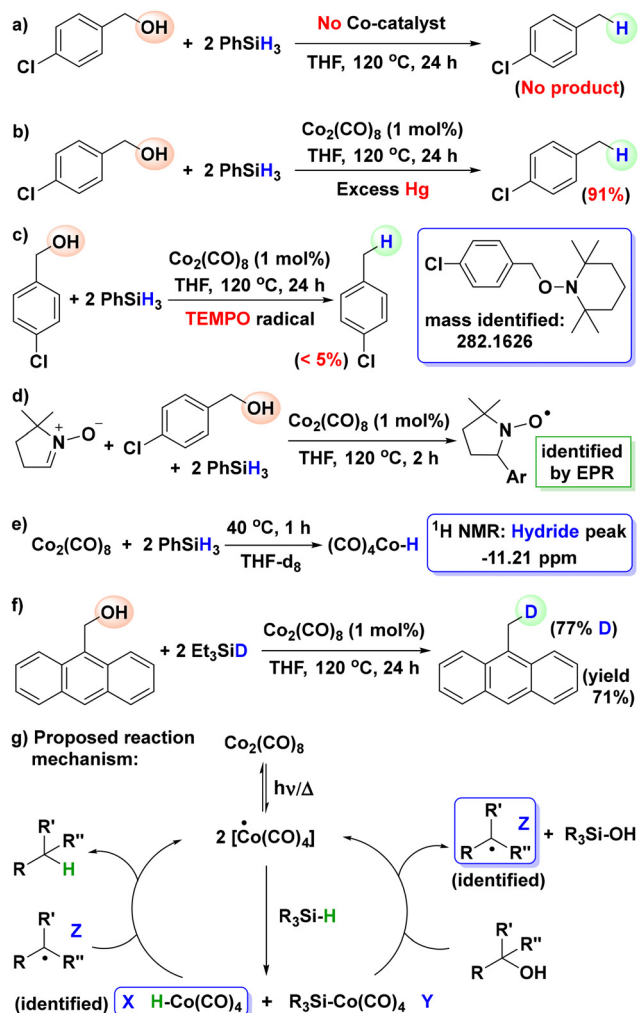 a)
OH
Cl
+ 2 PhSiH3
No Co-catalyst
THF, 120 °C, 24 h
H
Cl
(No product)
b)
OH
Cl
+ 2 PhSiH3
Co2(CO)8 (1 mol%)
THF, 120 °C, 24 h
Excess Hg
H
Cl
(91%)
c)
OH
Cl
+ 2 PhSiH3
Co2(CO)8 (1 mol%)
THF, 120 °C, 24 h
TEMPO radical
H
Cl
(< 5%)
Cl
O
N
mass identified:
282.1626
d)
N
+
O
−
+
Cl
OH
+ 2 PhSiH3
Co2(CO)8 (1 mol%)
THF, 120 °C, 2 h
N
O
•
Ar
identified
by EPR
e)
Co2(CO)8 + 2 PhSiH3
40 °C, 1 h
THF-d8
(CO)4Co-H
1H NMR: Hydride peak
-11.21 ppm
f)
OH
+ 2 Et3SiD
Co2(CO)8 (1 mol%)
THF, 120 °C, 24 h
D
(77% D)
(yield
71%)
g) Proposed reaction
mechanism:
Co2(CO)8
hν/Δ
2 [Co(CO)4]
•
R'
R''
R
H
R'
Z
R
•
R''
(identified)
R3Si-H
R'
Z
R
•
R''
+ R3Si-OH
(identified)
R'
R''
R
OH
X H-Co(CO)4 + R3Si-Co(CO)4 Y